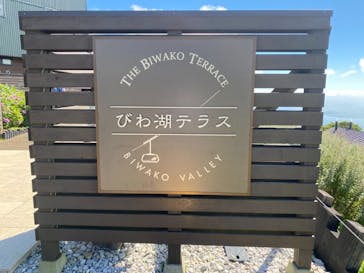 THE BIWAKO TERRACE
びわ湖テラス
BIWAKO VALLEY